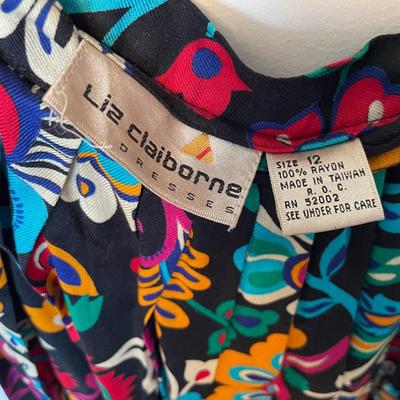 Liz claiborne
DRESSES
SIZE 12
100% RAYON
MADE IN TAIWAN
R. O. C.
RN 52002
SEE UNDER FOR CARE